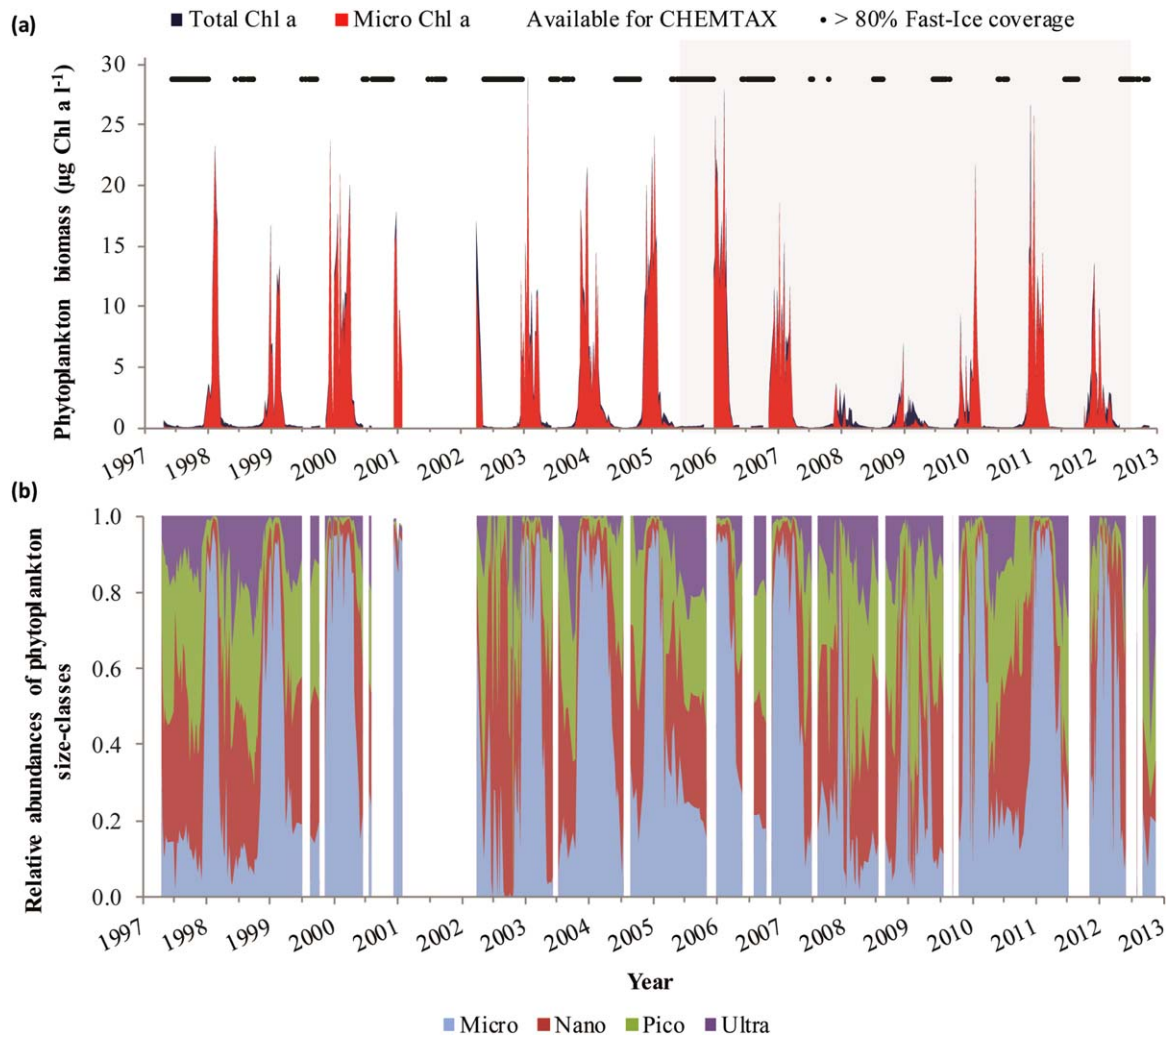 (a)
Total Chl a Micro Chl a Available for CHEMTAX > 80% Fast-Ice coverage
Phytoplankton biomass (µg Chl a l-1)
30
25
20
15
10
5
0
1997 1998 1999 2000 2001 2002 2003 2004 2005 2006 2007 2008 2009 2010 2011 2012 2013
(b)
Relative abundances of phytoplankton
size-classes
1.0
0.8
0.6
0.4
0.2
0.0
1997 1998 1999 2000 2001 2002 2003 2004 2005 2006 2007 2008 2009 2010 2011 2012 2013
Year
Micro Nano Pico Ultra